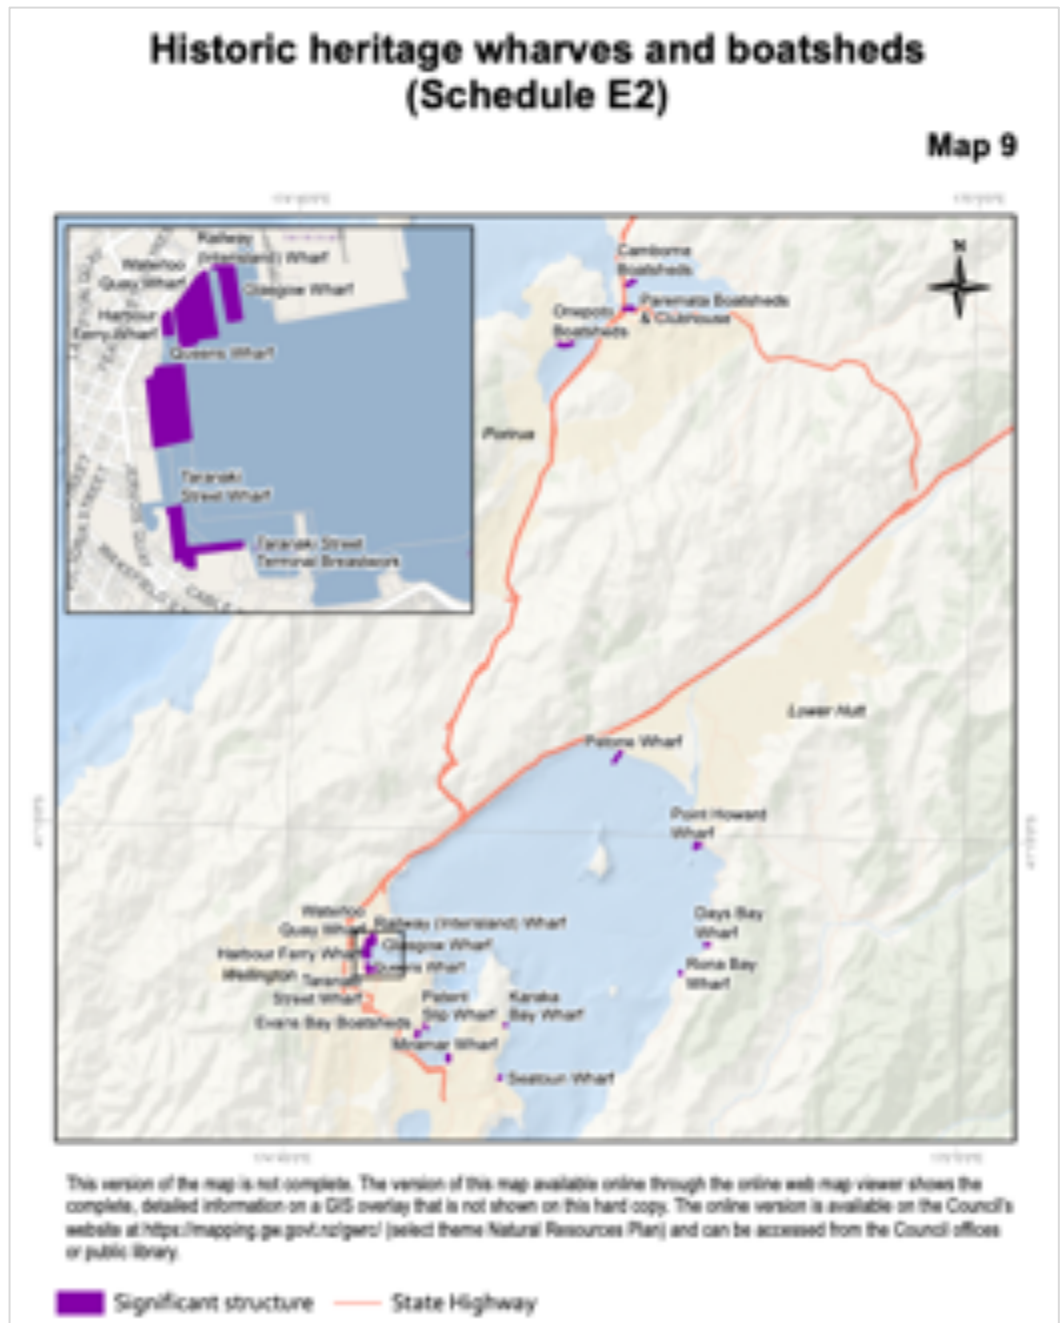 Historic heritage wharves and boatsheds
(Schedule E2)
Map 9
N
Railway
(Interisland) Wharf
Waterloo
Quay Wharf
Glasgow Wharf
Harbour
Ferry Wharf
Queens Wharf
Taranaki
Street Wharf
Taranaki Street
Terminal Breastwork
CABLE
Camborne
Boatsheds
Paremata Boatsheds
& Clubhouse
Onepoto
Boatsheds
Porirua
Lower Hutt
Petone Wharf
Point Howard
Wharf
Days Bay
Wharf
Rona Bay
Wharf
Waterloo
Quay Wharf
Railway (Interisland) Wharf
Glasgow Wharf
Harbour Ferry Wharf
Queens Wharf
Wellington
Taranaki
Street Wharf
Patent
Slip Wharf
Karaka
Bay Wharf
Evans Bay Boatsheds
Miramar Wharf
Seatoun Wharf
This version of the map is not complete. The version of this map available online through the online web map viewer shows the
complete, detailed information on a GIS overlay that is not shown on this hard copy. The online version is available on the Council's
website at https://mapping.gw.govt.nz/gwrc/ (select theme Natural Resources Plan) and can be accessed from the Council offices
or public library.
Significant structure
State Highway